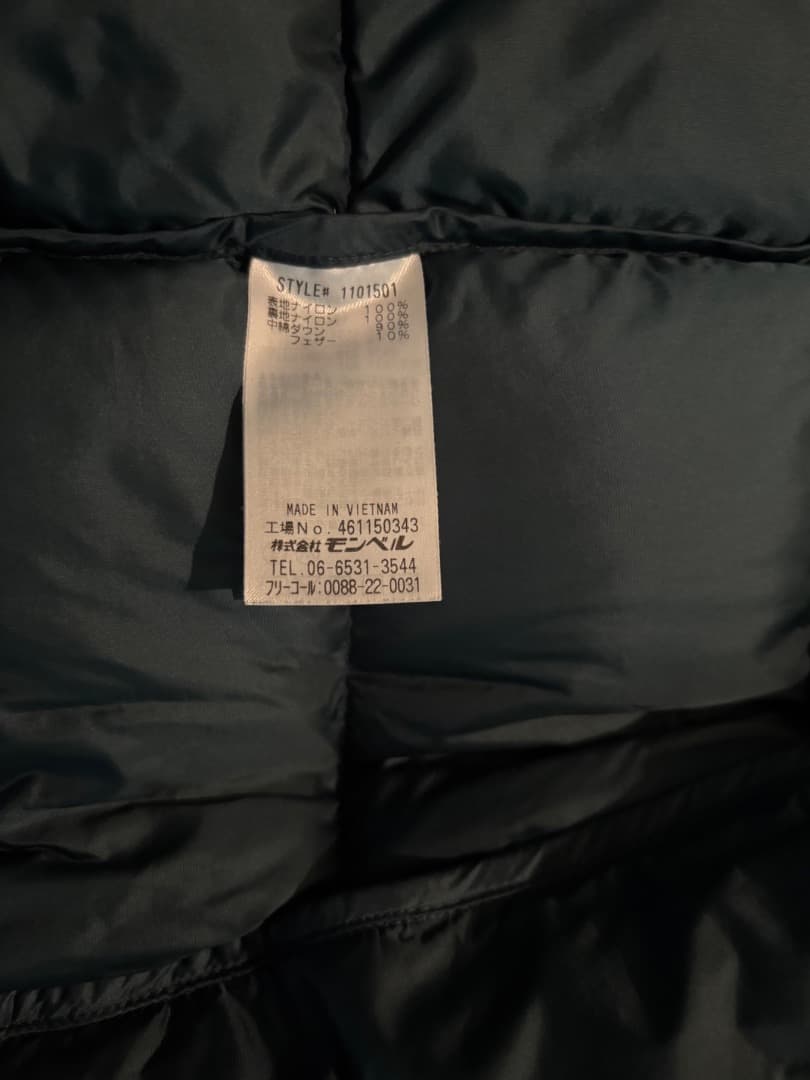 STYLE# 1101501
表地ナイロン 100%
裏地ナイロン 100%
中綿ダウン 90%
フェザー 10%
MADE IN VIETNAM
工場No. 461150343
株式会社モンベル
TEL.06-6531-3544
フリーコール:0088-22-0031